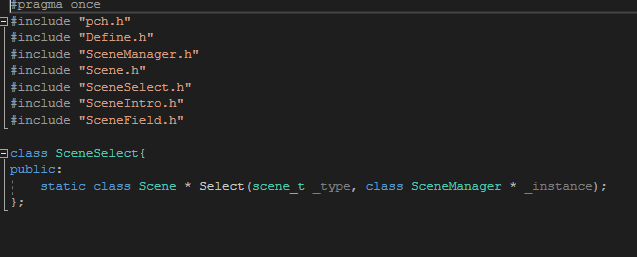 #pragma once
#include "pch.h"
#include "Define.h"
#include "SceneManager.h"
#include "Scene.h"
#include "SceneSelect.h"
#include "SceneIntro.h"
#include "SceneField.h"
class SceneSelect{
public:
static class Scene * Select(scene_t _type, class SceneManager * _instance);
};